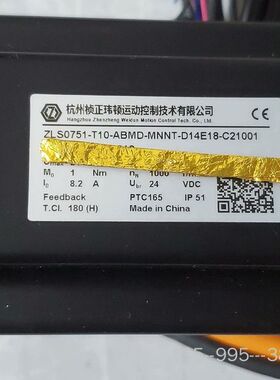 杭州桢正玮顿运动控制技术有限公司
Hangzhou Zhenzheng Weidun Motion Control Tech. Co., Ltd.
ZLS0751-T10-ABMD-MNNT-D14E18-C21001
M₀ 1 Nm nₙ 1000
I₀ 8.2 A Uₙᵣ 24 VDC
Feedback PTC165 IP 51
T.Cl. 180 (H) Made in China
995